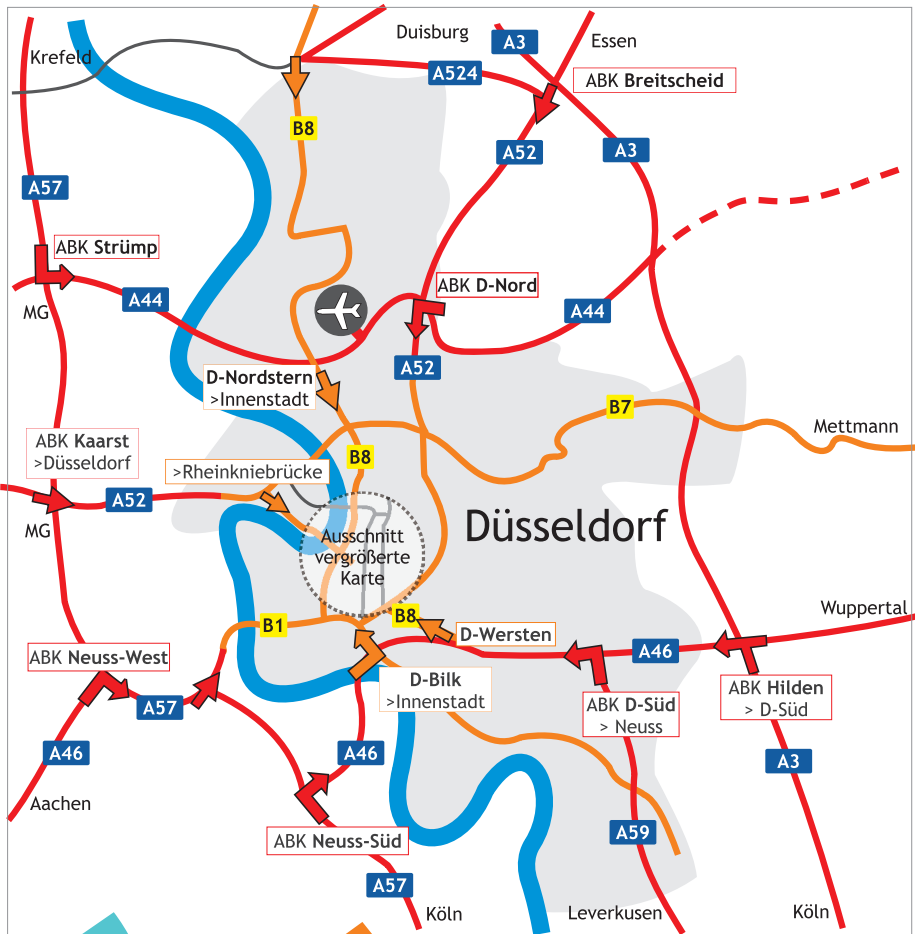 Duisburg
A3
Essen
Krefeld
A524
ABK Breitscheid
B8
A52
A3
A57
ABK Strümp
ABK D-Nord
MG
A44
A44
A52
D-Nordstern
>Innenstadt
B7
Mettmann
ABK Kaarst
>Düsseldorf
B8
>Rheinkniebrücke
A52
MG
Düsseldorf
Ausschnitt
vergrößerte
Karte
B1
B8
Wuppertal
D-Wersten
A46
ABK Neuss-West
D-Bilk
>Innenstadt
ABK D-Süd
> Neuss
ABK Hilden
> D-Süd
A57
A46
A46
A3
Aachen
ABK Neuss-Süd
A59
A57
Köln
Leverkusen
Köln